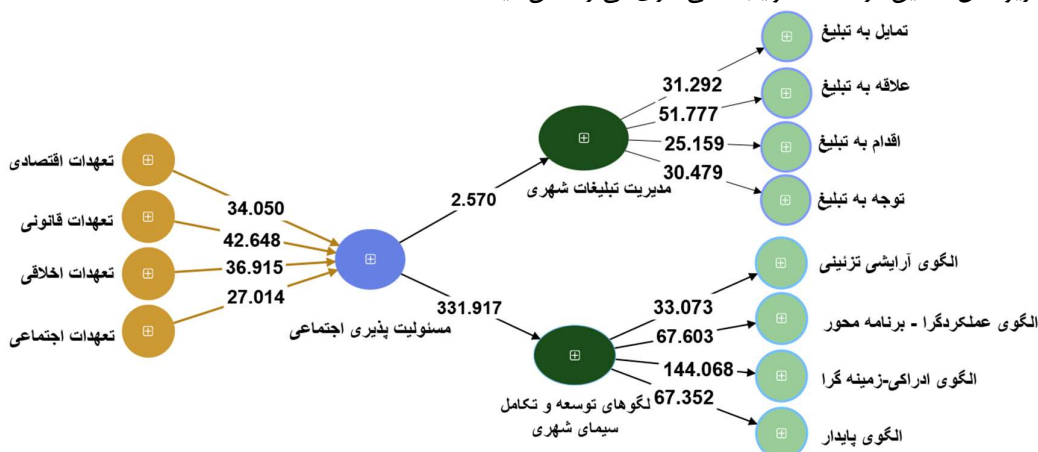 تمایل به تبلیغ
31.292
علاقه به تبلیغ
51.777
اقدام به تبلیغ
25.159
توجه به تبلیغ
30.479
مدیریت تبلیغات شهری
2.570
تعهدات اقتصادی
34.050
تعهدات قانونی
42.648
تعهدات اخلاقی
36.915
تعهدات اجتماعی
27.014
مسئولیت پذیری اجتماعی
331.917
الگوی آرایشی تزئینی
33.073
الگوی عملکردگرا - برنامه محور
67.603
الگوی ادراکی-زمینه گرا
144.068
الگوی پایدار
67.352
لگوهای توسعه و تکامل
سیمای شهری